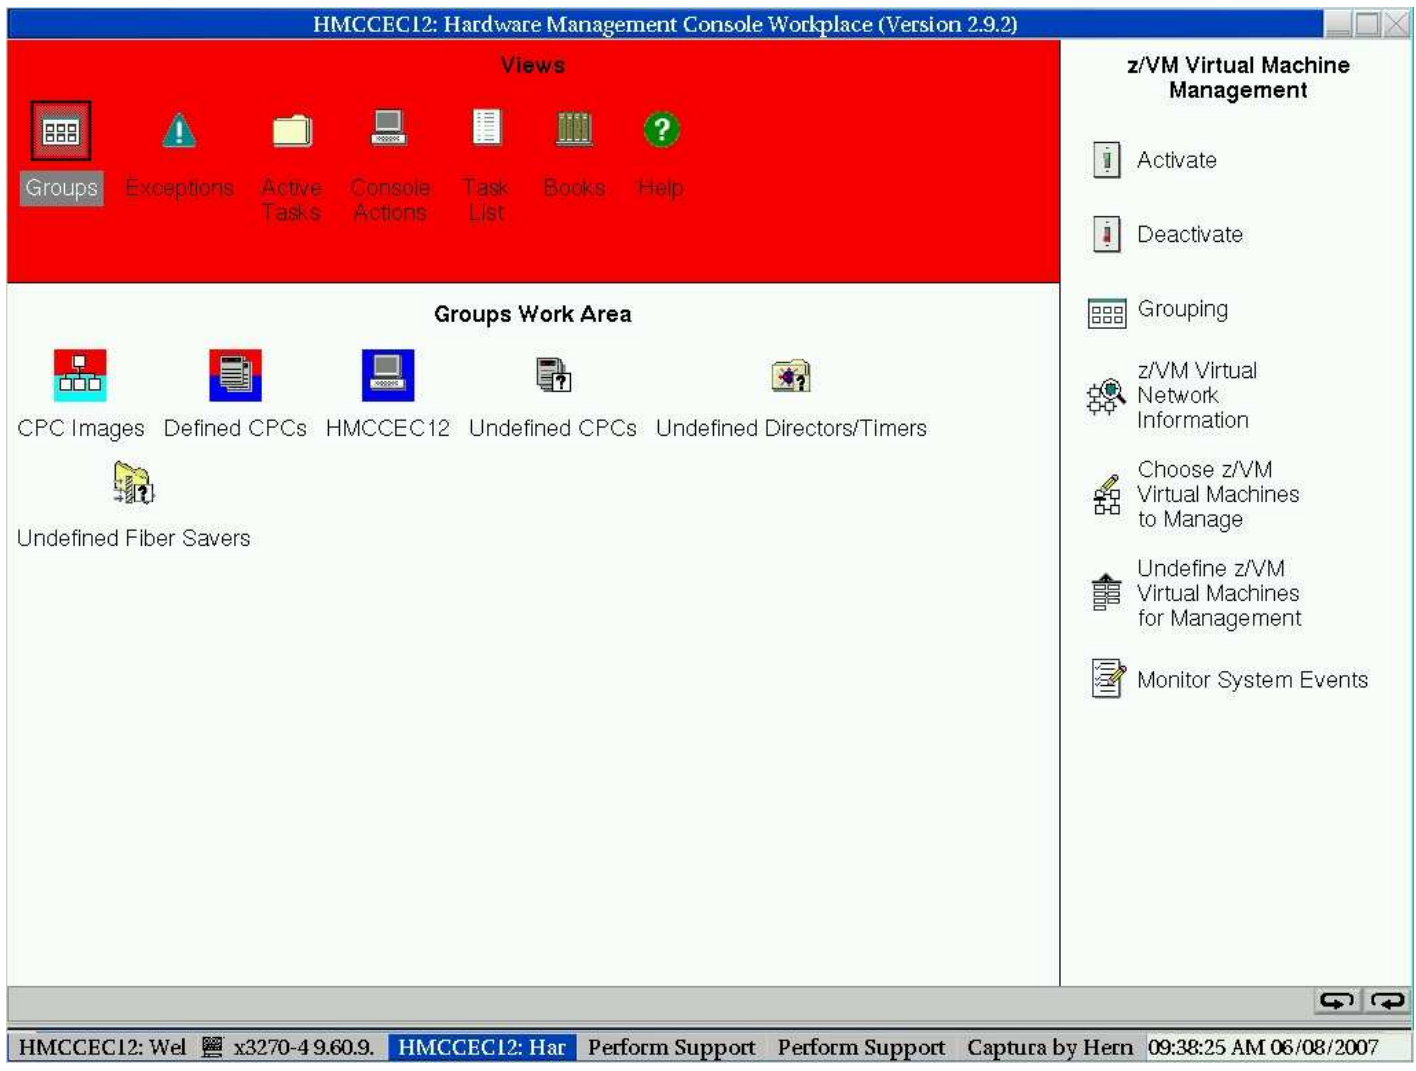 HMCCEC12: Hardware Management Console Workplace (Version 2.9.2)
Views
Groups
Exceptions
Active
Tasks
Console
Actions
Task
List
Books
Help
Groups Work Area
CPC Images
Defined CPCs
HMCCEC12
Undefined CPCs
Undefined Directors/Timers
Undefined Fiber Savers
z/VM Virtual Machine
Management
Activate
Deactivate
Grouping
z/VM Virtual
Network
Information
Choose z/VM
Virtual Machines
to Manage
Undefine z/VM
Virtual Machines
for Management
Monitor System Events
HMCCEC12: Wel
x3270-4 9.60.9.
HMCCEC12: Har
Perform Support
Perform Support
Captura by Hern
09:38:25 AM 06/08/2007